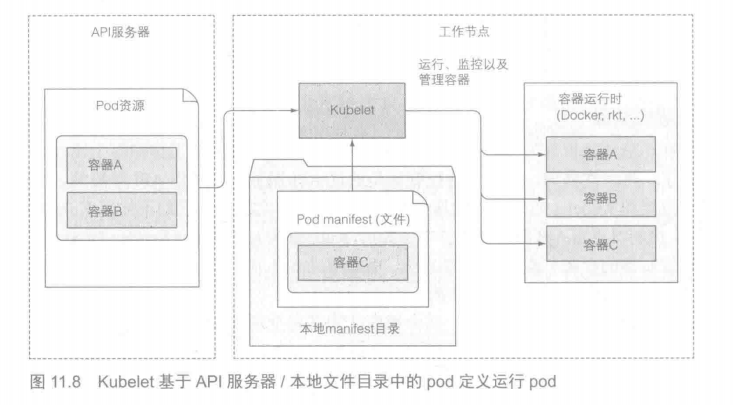 API服务器
工作节点
运行、监控以及
管理容器
Pod资源
容器A
容器B
Kubelet
容器运行时
(Docker, rkt, ...)
容器A
容器B
容器C
Pod manifest (文件)
容器C
本地manifest目录
图 11.8 Kubelet 基于 API 服务器 / 本地文件目录中的 pod 定义运行 pod